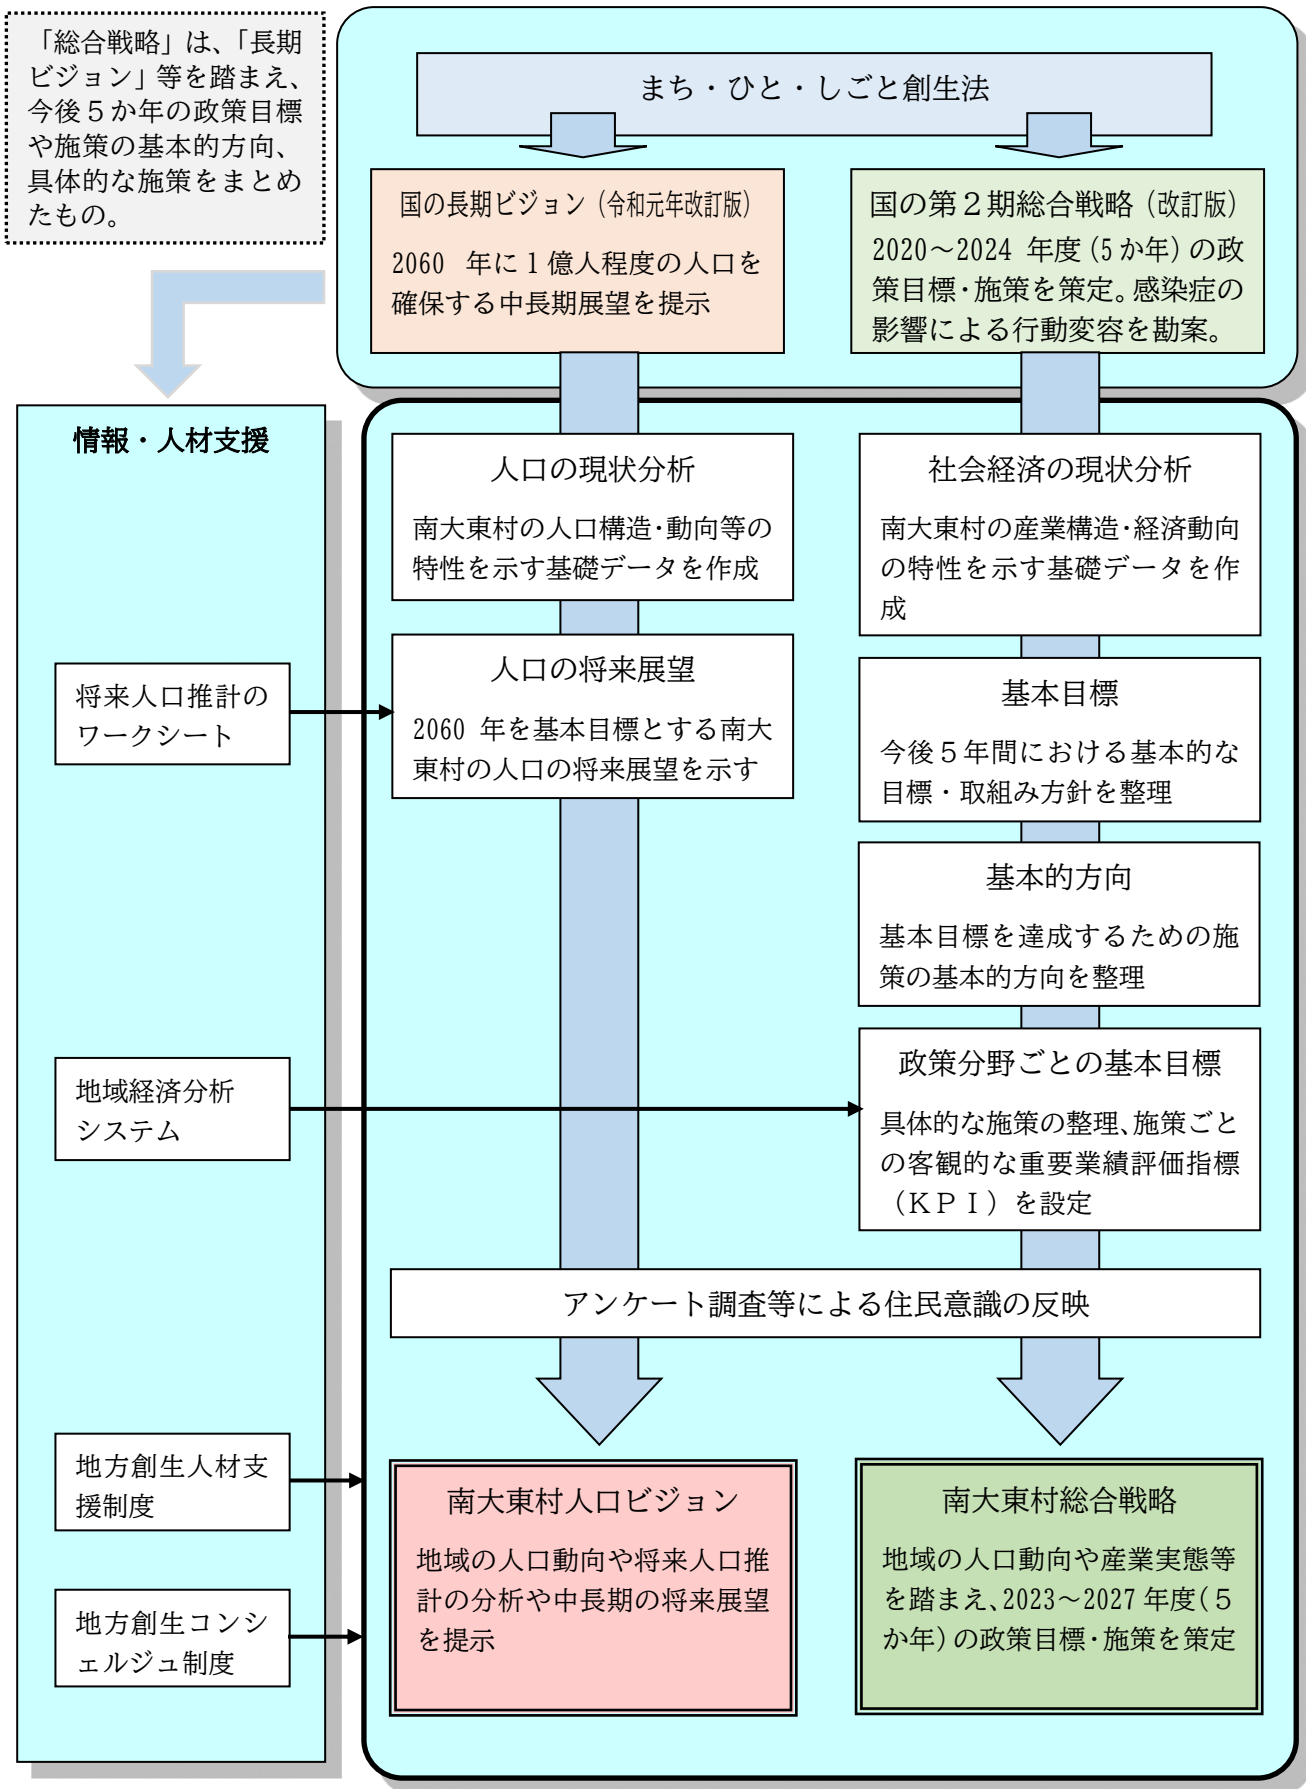 「総合戦略」は、「長期
ビジョン」等を踏まえ、
今後５か年の政策目標
や施策の基本的方向、
具体的な施策をまとめ
たもの。
まち・ひと・しごと創生法
国の長期ビジョン（令和元年改訂版）
2060 年に１億人程度の人口を
確保する中長期展望を提示
国の第２期総合戦略（改訂版）
2020～2024 年度（5か年）の政
策目標・施策を策定。感染症の
影響による行動変容を勘案。
情報・人材支援
将来人口推計の
ワークシート
地域経済分析
システム
地方創生人材支
援制度
地方創生コンシ
ェルジュ制度
人口の現状分析
南大東村の人口構造・動向等の
特性を示す基礎データを作成
人口の将来展望
2060 年を基本目標とする南大
東村の人口の将来展望を示す
社会経済の現状分析
南大東村の産業構造・経済動向
の特性を示す基礎データを作
成
基本目標
今後５年間における基本的な
目標・取組み方針を整理
基本的方向
基本目標を達成するための施
策の基本的方向を整理
政策分野ごとの基本目標
具体的な施策の整理、施策ごと
の客観的な重要業績評価指標
（ＫＰＩ）を設定
アンケート調査等による住民意識の反映
南大東村人口ビジョン
地域の人口動向や将来人口推
計の分析や中長期の将来展望
を提示
南大東村総合戦略
地域の人口動向や産業実態等
を踏まえ、2023～2027 年度（５
か年）の政策目標・施策を策定